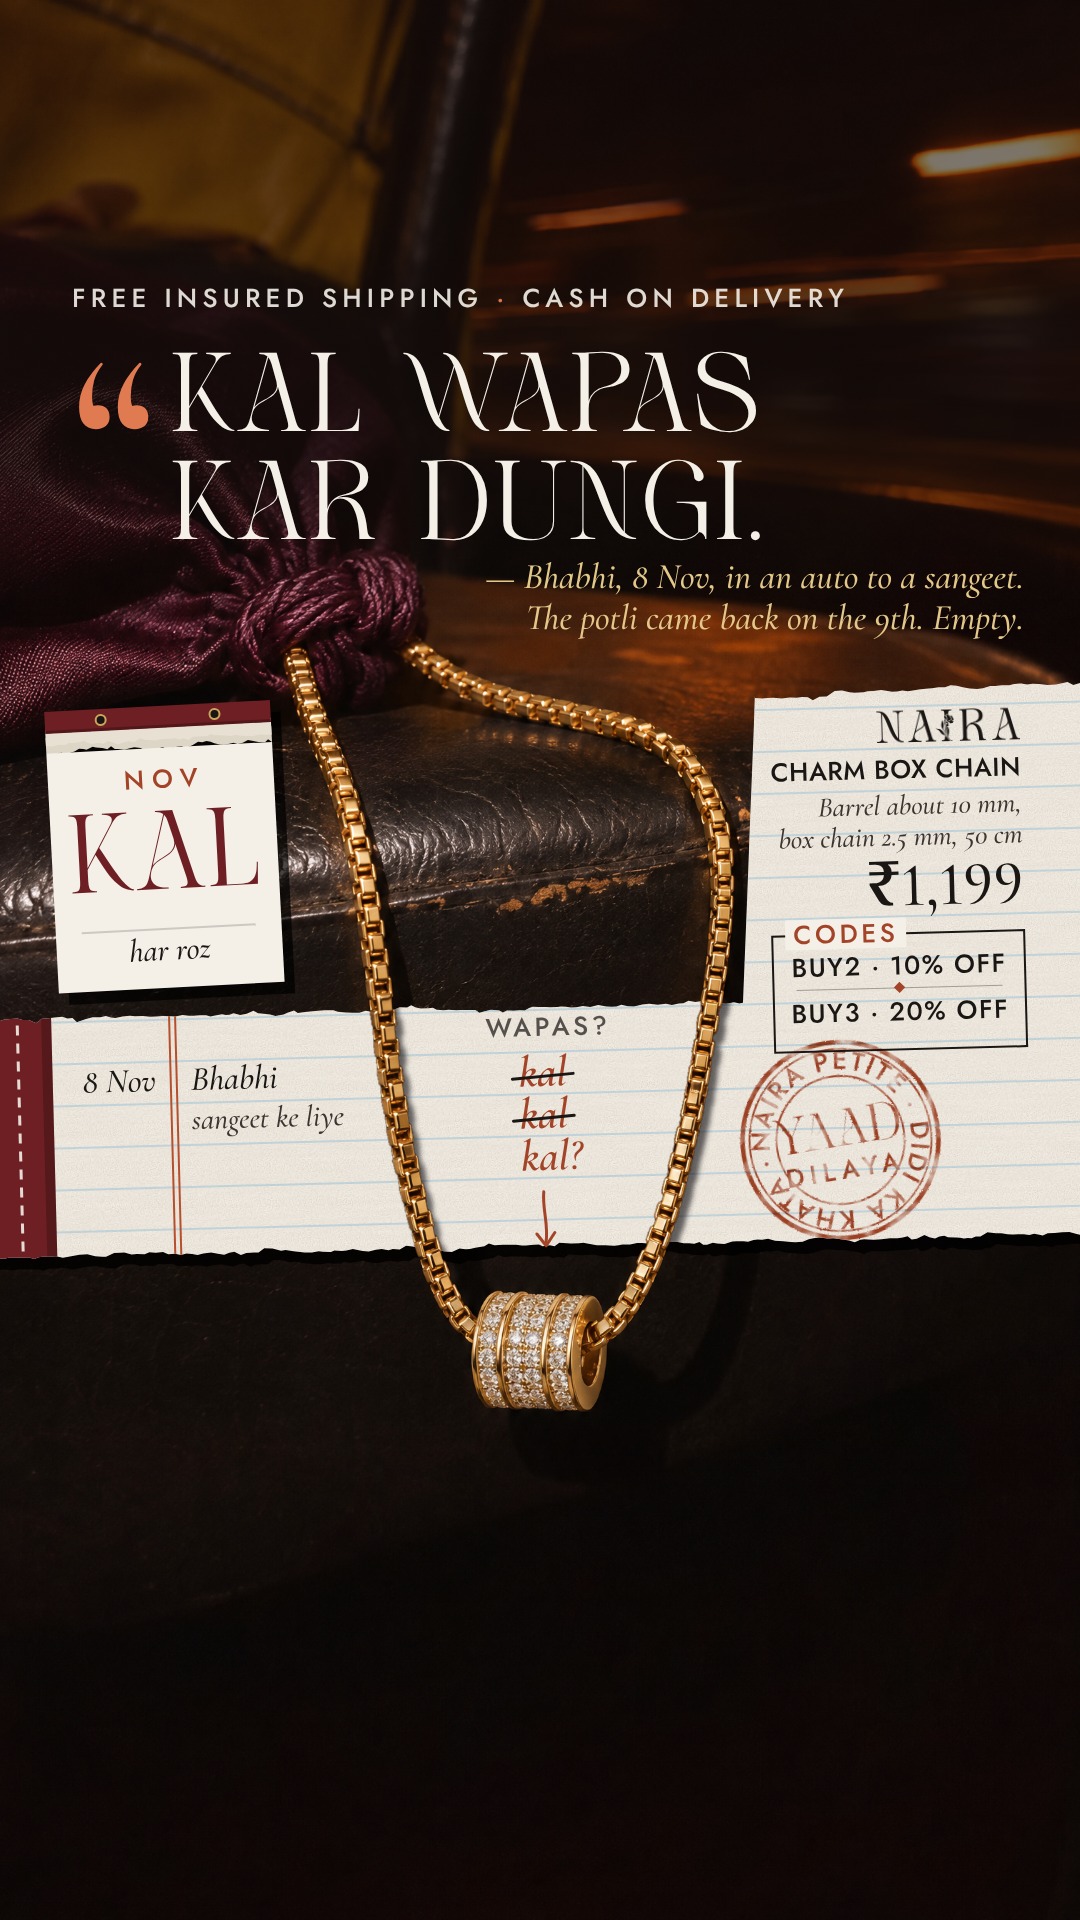 FREE INSURED SHIPPING · CASH ON DELIVERY
“KAL WAPAS
KAR DUNGI.
— Bhabhi, 8 Nov, in an auto to a sangeet.
The potli came back on the 9th. Empty.
NOV
KAL
har roz
NAIRA
CHARM BOX CHAIN
Barrel about 10 mm,
box chain 2.5 mm, 50 cm
₹1,199
CODES
BUY2 · 10% OFF
BUY3 · 20% OFF
8 Nov
Bhabhi
sangeet ke liye
WAPAS?
kal
kal
kal?
NAIRA PETITE · DIDI KA KHATA ·
YAAD
DILAYA